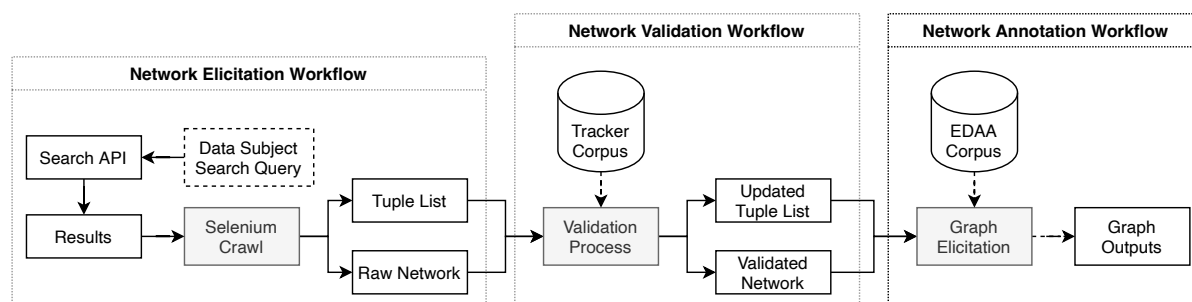 Network Elicitation Workflow
Search API
Data Subject
Search Query
Results
Selenium
Crawl
Tuple List
Raw Network
Network Validation Workflow
Tracker
Corpus
Validation
Process
Updated
Tuple List
Validated
Network
Network Annotation Workflow
EDAA
Corpus
Graph
Elicitation
Graph
Outputs